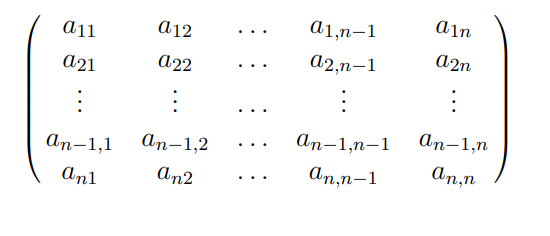 a₁₁ a₁₂ … a₁,ₙ₋₁ a₁ₙ
a₂₁ a₂₂ … a₂,ₙ₋₁ a₂ₙ
⋮ ⋮ … ⋮ ⋮
aₙ₋₁,₁ aₙ₋₁,₂ … aₙ₋₁,ₙ₋₁ aₙ₋₁,ₙ
aₙ₁ aₙ₂ … aₙ,ₙ₋₁ aₙ,ₙ